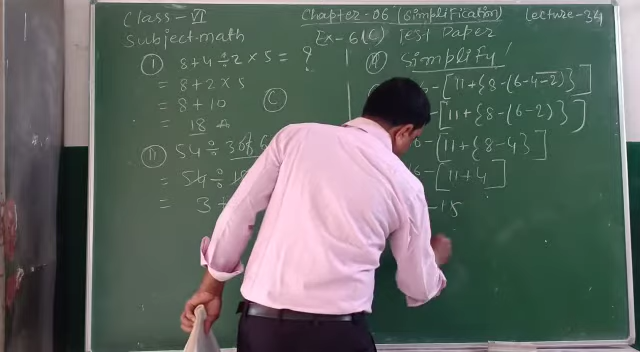 Class-VI
Subject-math
Chapter-06 (Simplification)
Lecture-34
Ex-6(C) Test Paper
I 8+4÷2×5= ?
= 8+2×5
= 8+10
= 18
C
II 54÷3 of 6
= 54÷18
= 3+
Simplify
-[11+{8-(6-4-2)}]
-[11+{8-(6-2)}]
-[11+{8-4}]
16-[11+4]
-15